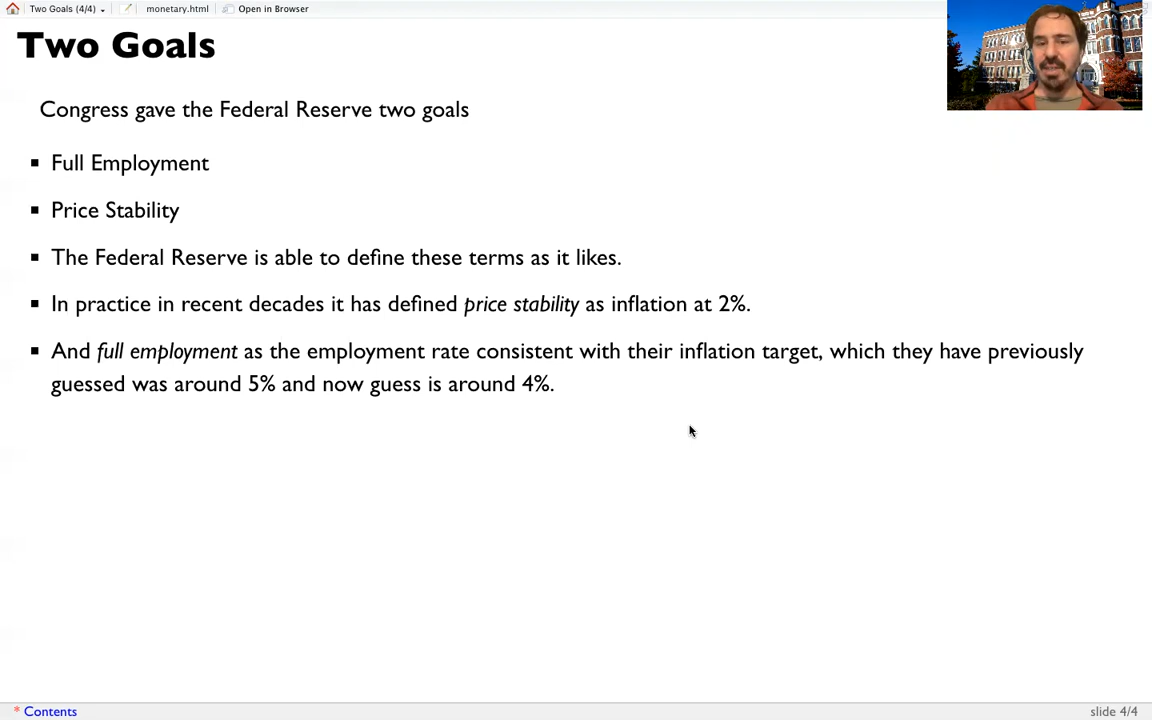 Two Goals (4/4)
monetary.html
Open in Browser
Two Goals
Congress gave the Federal Reserve two goals
Full Employment
Price Stability
The Federal Reserve is able to define these terms as it likes.
In practice in recent decades it has defined price stability as inflation at 2%.
And full employment as the employment rate consistent with their inflation target, which they have previously
guessed was around 5% and now guess is around 4%.
* Contents
slide 4/4